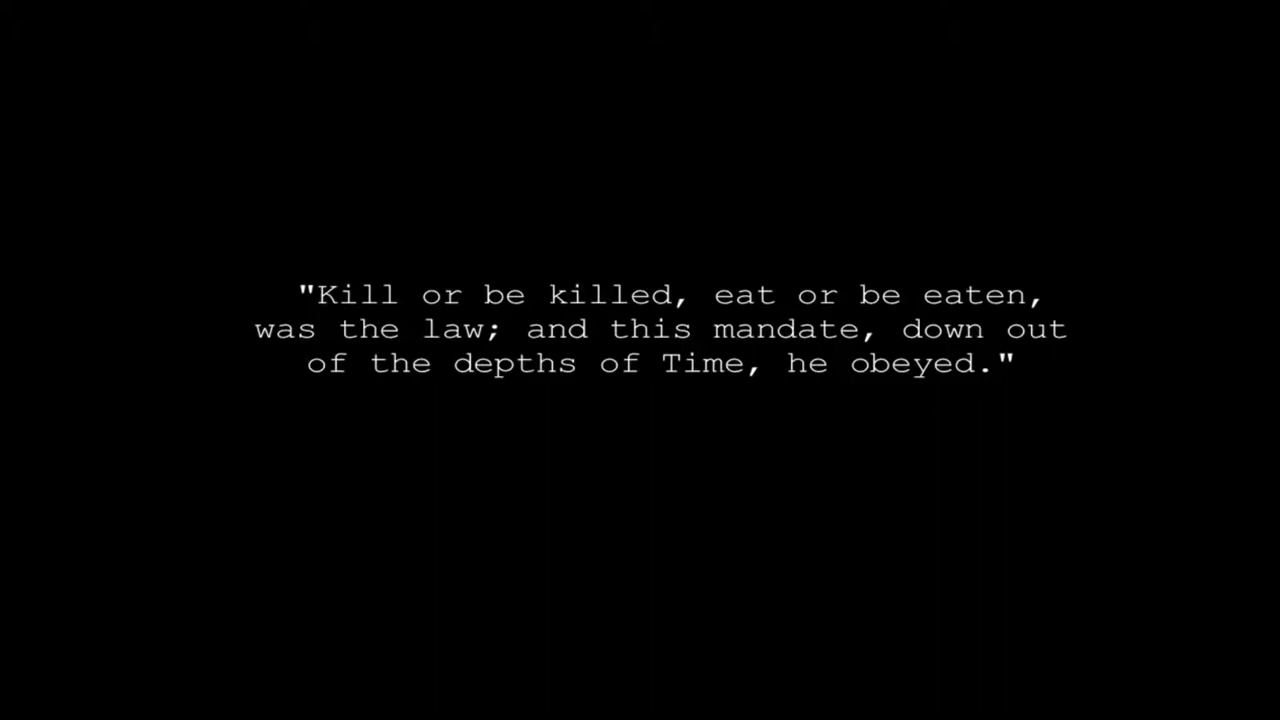 "Kill or be killed, eat or be eaten,
was the law; and this mandate, down out
of the depths of Time, he obeyed."